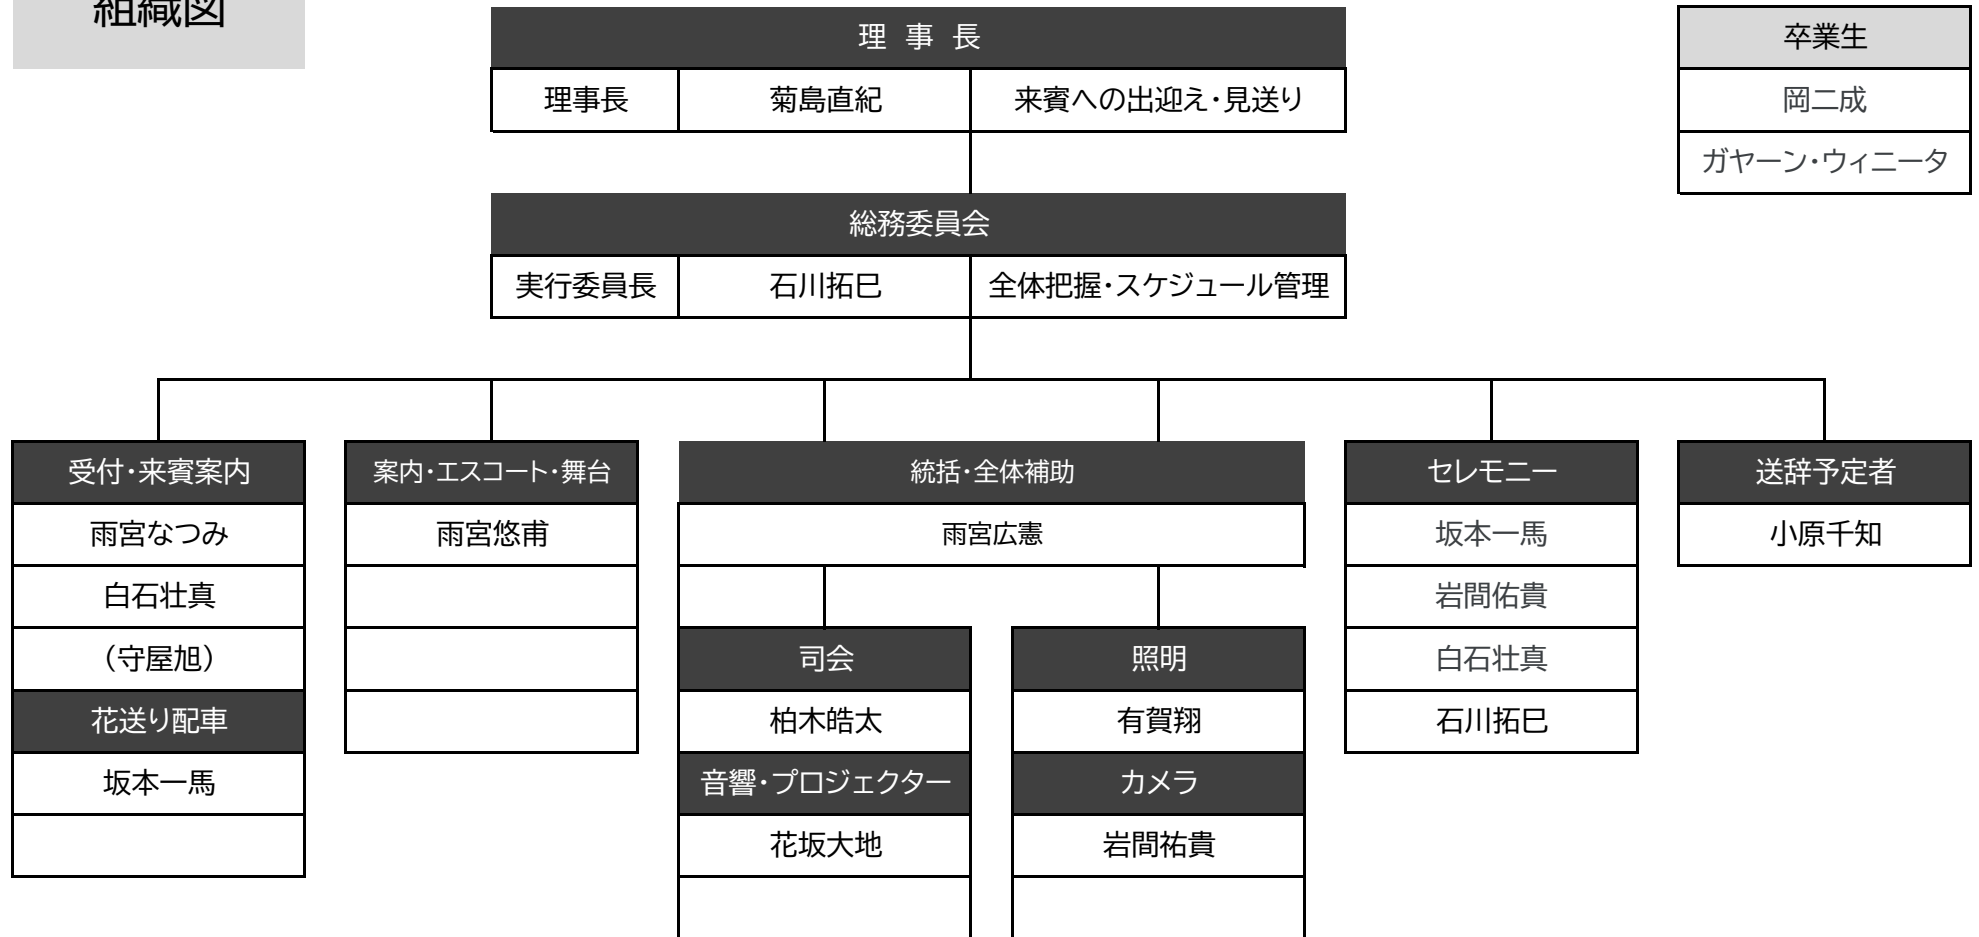 組織図
理 事 長
理事長 菊島直紀 来賓への出迎え・見送り
卒業生
岡二成
ガヤーン・ウィニータ
総務委員会
実行委員長 石川拓巳 全体把握・スケジュール管理
受付・来賓案内
雨宮なつみ
白石壮真
（守屋旭）
花送り配車
坂本一馬
案内・エスコート・舞台
雨宮悠甫
統括・全体補助
雨宮広憲
司会
柏木皓太
音響・プロジェクター
花坂大地
照明
有賀翔
カメラ
岩間祐貴
セレモニー
坂本一馬
岩間佑貴
白石壮真
石川拓巳
送辞予定者
小原千知